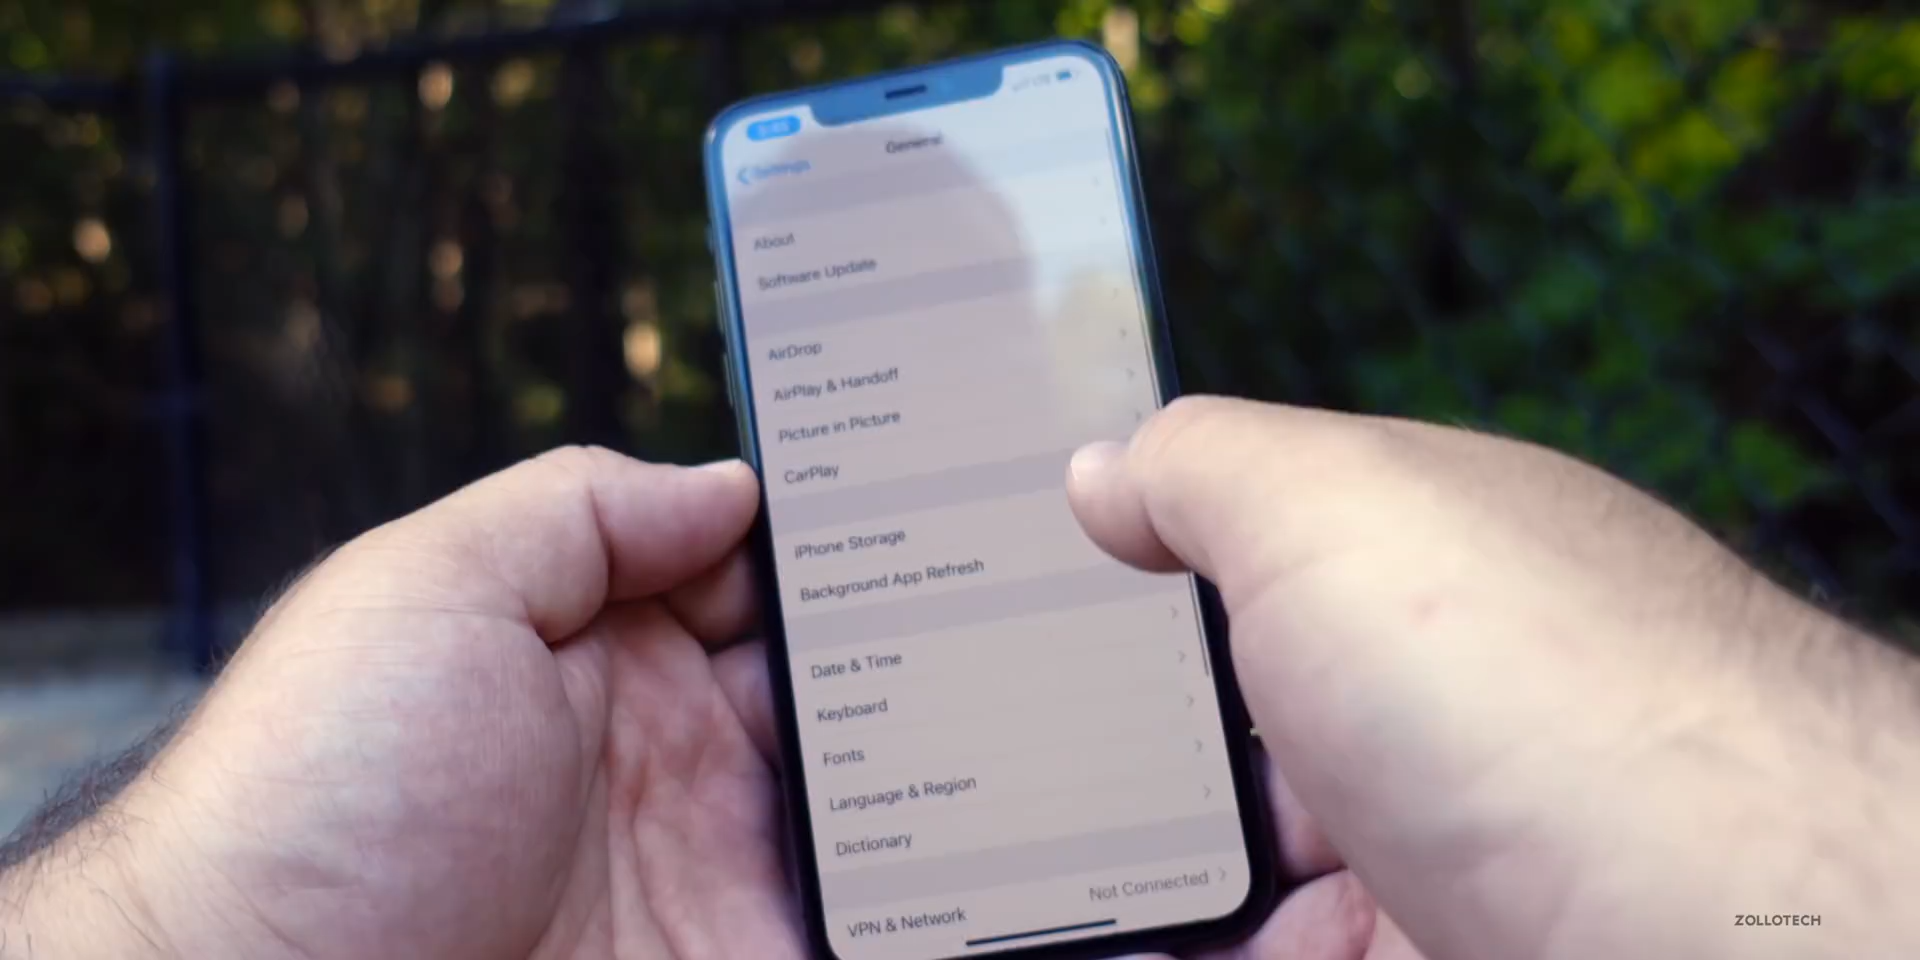 General
Settings
About
Software Update
AirDrop
AirPlay & Handoff
Picture in Picture
CarPlay
iPhone Storage
Background App Refresh
Date & Time
Keyboard
Fonts
Language & Region
Dictionary
VPN & Network Not Connected
ZOLLOTECH